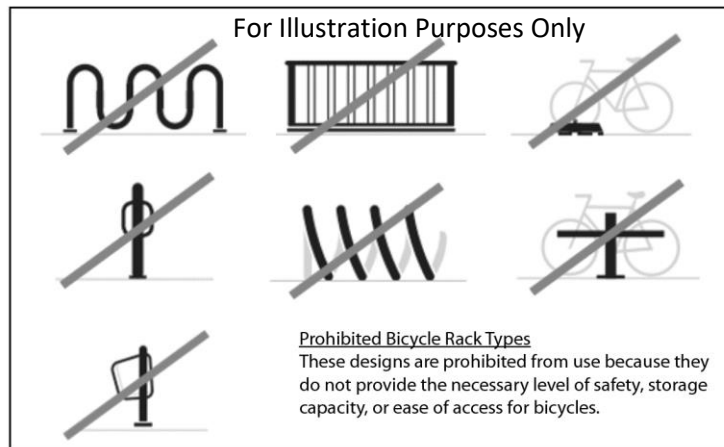 For Illustration Purposes Only
Prohibited Bicycle Rack Types
These designs are prohibited from use because they
do not provide the necessary level of safety, storage
capacity, or ease of access for bicycles.